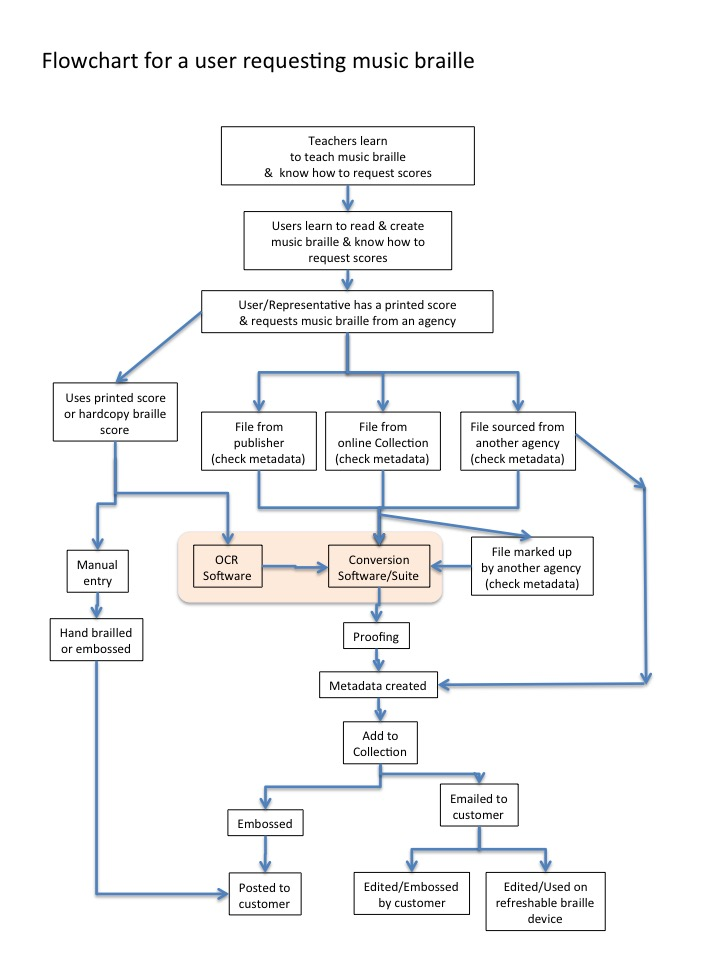 Flowchart for a user requesting music braille
Teachers learn
to teach music braille
& know how to request scores
Users learn to read & create
music braille & know how to
request scores
User/Representative has a printed score
& requests music braille from an agency
Uses printed score
or hardcopy braille
score
File from
publisher
(check metadata)
File from
online Collection
(check metadata)
File sourced from
another agency
(check metadata)
Manual
entry
OCR
Software
Conversion
Software/Suite
File marked up
by another agency
(check metadata)
Hand brailled
or embossed
Proofing
Metadata created
Add to
Collection
Embossed
Emailed to
customer
Posted to
customer
Edited/Embossed
by customer
Edited/Used on
refreshable braille
device